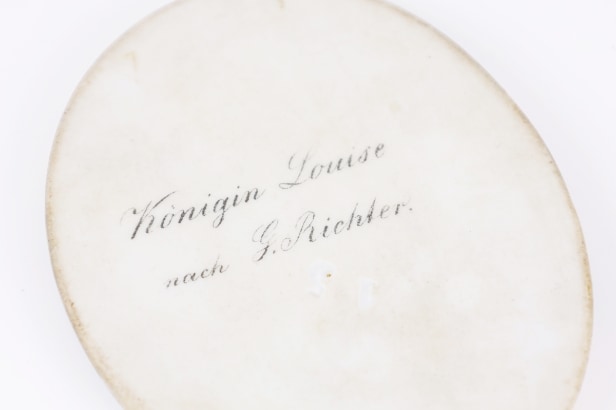 Königin Louise
nach G. Richter.